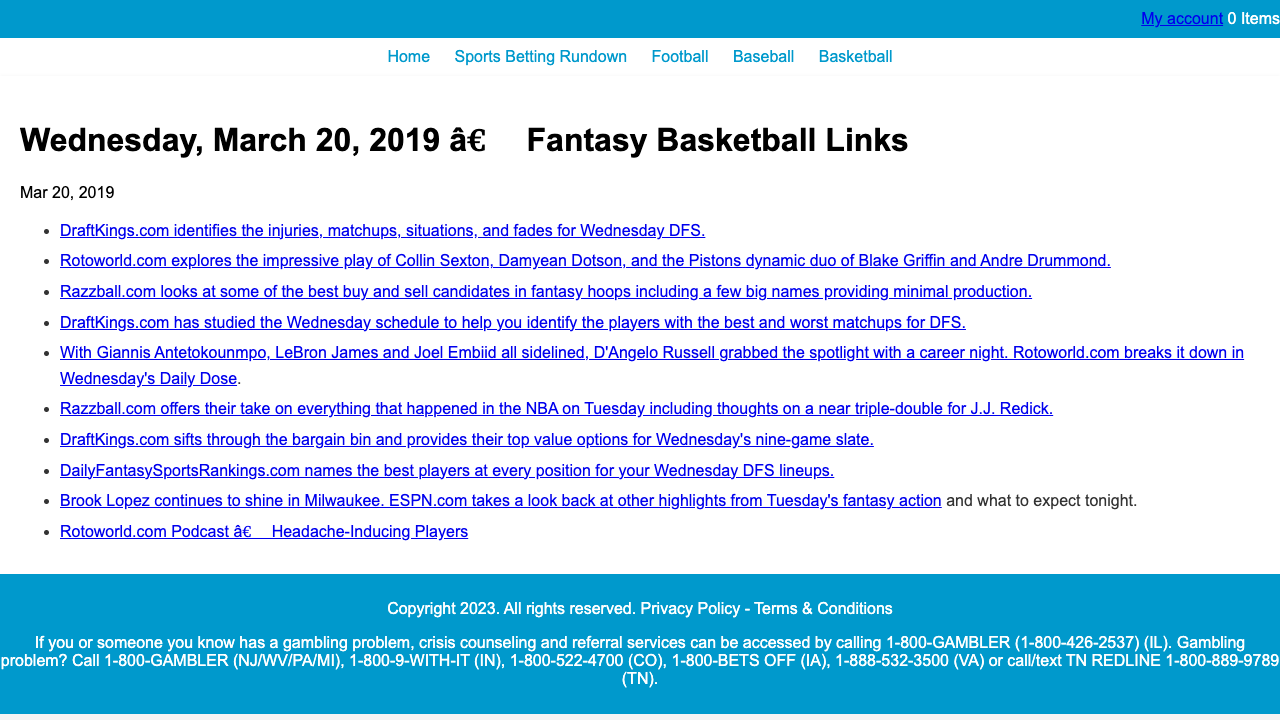 My account 0 Items
Home Sports Betting Rundown Football Baseball Basketball
Wednesday, March 20, 2019 â€ Fantasy Basketball Links
Mar 20, 2019
• DraftKings.com identifies the injuries, matchups, situations, and fades for Wednesday DFS.
• Rotoworld.com explores the impressive play of Collin Sexton, Damyean Dotson, and the Pistons dynamic duo of Blake Griffin and Andre Drummond.
• Razzball.com looks at some of the best buy and sell candidates in fantasy hoops including a few big names providing minimal production.
• DraftKings.com has studied the Wednesday schedule to help you identify the players with the best and worst matchups for DFS.
• With Giannis Antetokounmpo, LeBron James and Joel Embiid all sidelined, D'Angelo Russell grabbed the spotlight with a career night. Rotoworld.com breaks it down in
Wednesday's Daily Dose.
• Razzball.com offers their take on everything that happened in the NBA on Tuesday including thoughts on a near triple-double for J.J. Redick.
• DraftKings.com sifts through the bargain bin and provides their top value options for Wednesday's nine-game slate.
• DailyFantasySportsRankings.com names the best players at every position for your Wednesday DFS lineups.
• Brook Lopez continues to shine in Milwaukee. ESPN.com takes a look back at other highlights from Tuesday's fantasy action and what to expect tonight.
• Rotoworld.com Podcast â€ Headache-Inducing Players
Copyright 2023. All rights reserved. Privacy Policy - Terms & Conditions
If you or someone you know has a gambling problem, crisis counseling and referral services can be accessed by calling 1-800-GAMBLER (1-800-426-2537) (IL). Gambling
problem? Call 1-800-GAMBLER (NJ/WV/PA/MI), 1-800-9-WITH-IT (IN), 1-800-522-4700 (CO), 1-800-BETS OFF (IA), 1-888-532-3500 (VA) or call/text TN REDLINE 1-800-889-9789
(TN).